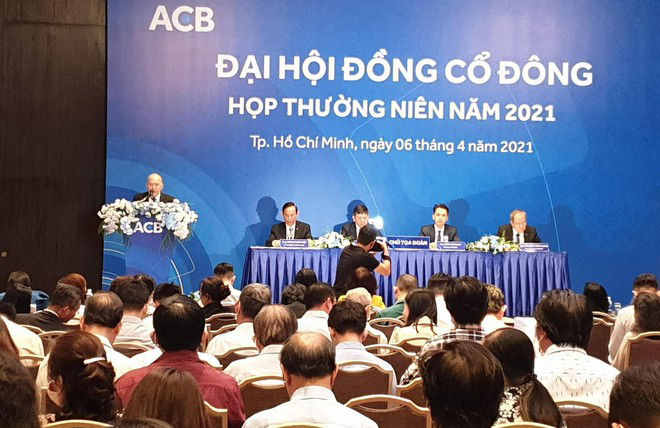 ACB
ĐẠI HỘI ĐỒNG CỔ ĐÔNG
HỌP THƯỜNG NIÊN NĂM 2021
Tp. Hồ Chí Minh, ngày 06 tháng 4 năm 2021
ACB
CHỦ TỌA ĐOÀN